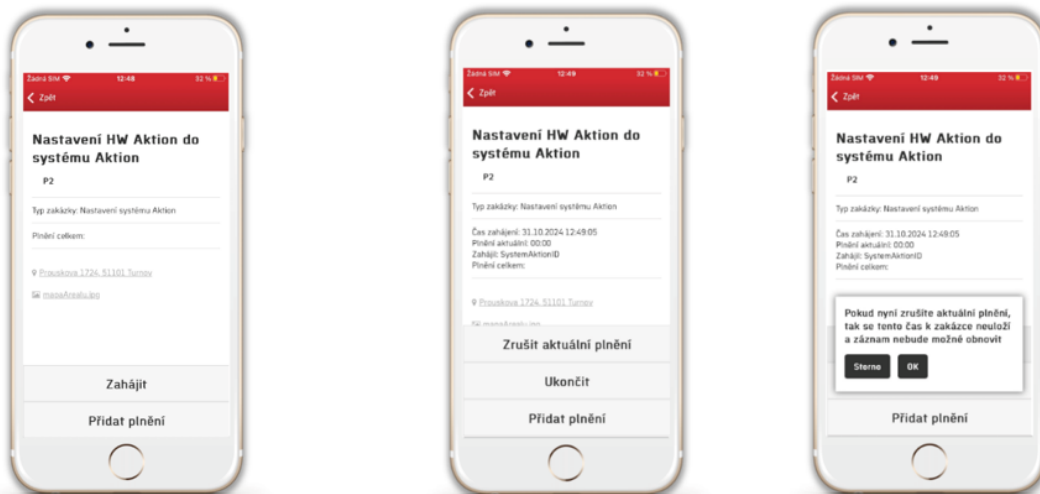 Žádná SIM 12:48 32 %
Zpět
Nastavení HW Aktion do
systému Aktion
P2
Typ zakázky: Nastavení systému Aktion
Plnění celkem:
Prouskova 1724, 51101 Turnov
mapaArealu.jpg
Zahájit
Přidat plnění
Žádná SIM 12:49 32 %
Zpět
Nastavení HW Aktion do
systému Aktion
P2
Typ zakázky: Nastavení systému Aktion
Čas zahájení: 31.10.2024 12:49:05
Plnění aktuální: 00:00
Zahájil: SystemAktionID
Plnění celkem:
Prouskova 1724, 51101 Turnov
mapaArealu.jpg
Zrušit aktuální plnění
Ukončit
Přidat plnění
Žádná SIM 12:49 32 %
Zpět
Nastavení HW Aktion do
systému Aktion
P2
Typ zakázky: Nastavení systému Aktion
Čas zahájení: 31.10.2024 12:49:05
Plnění aktuální: 00:00
Zahájil: SystemAktionID
Plnění celkem:
Pokud nyní zrušíte aktuální plnění,
tak se tento čas k zakázce neuloží
a záznam nebude možné obnovit
Storno OK
Přidat plnění